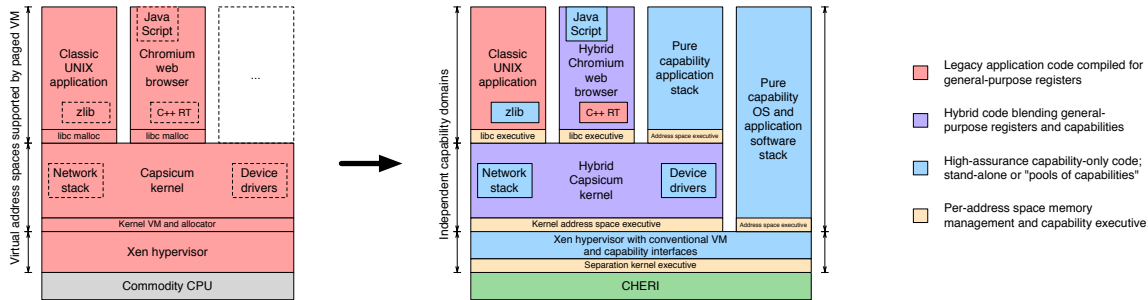 Virtual address spaces supported by paged VM
Classic
UNIX
application
zlib
libc malloc
Java
Script
Chromium
web
browser
C++ RT
libc malloc
...
Network
stack
Capsicum
kernel
Device
drivers
Kernel VM and allocator
Xen hypervisor
Commodity CPU
Independent capability domains
Classic
UNIX
application
zlib
libc executive
Java
Script
Hybrid
Chromium
web
browser
C++ RT
libc executive
Pure
capability
application
stack
Address space executive
Pure
capability
OS and
application
software
stack
Address space executive
Network
stack
Hybrid
Capsicum
kernel
Device
drivers
Kernel address space executive
Xen hypervisor with conventional VM
and capability interfaces
Separation kernel executive
CHERI
Legacy application code compiled for
general-purpose registers
Hybrid code blending general-
purpose registers and capabilities
High-assurance capability-only code;
stand-alone or "pools of capabilities"
Per-address space memory
management and capability executive